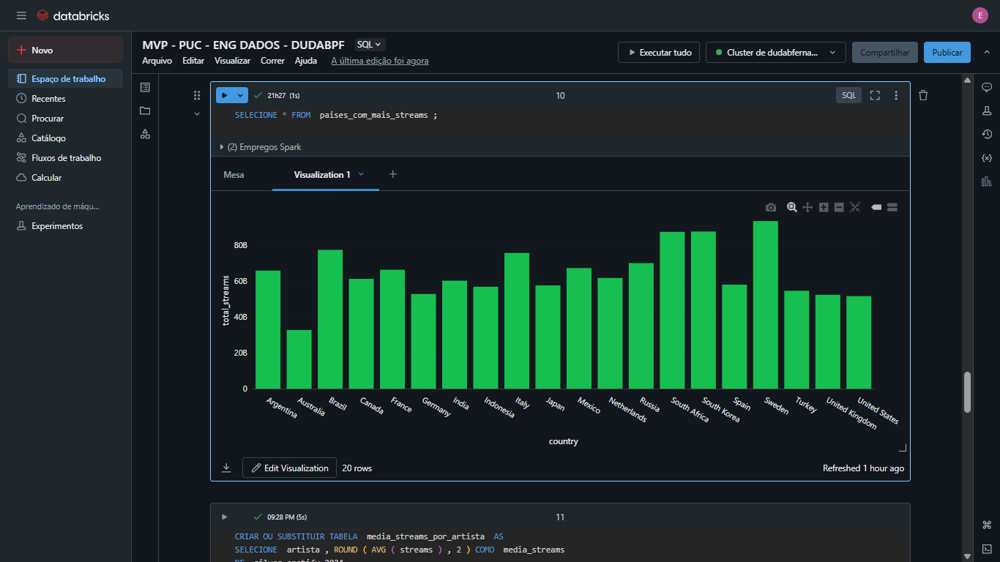 databricks
E
Novo
Espaço de trabalho
Recentes
Procurar
Catálogo
Fluxos de trabalho
Calcular
Aprendizado de máqu...
Experimentos
MVP - PUC - ENG DADOS - DUDABPF SQL
Arquivo Editar Visualizar Correr Ajuda A última edição foi agora
Executar tudo
Cluster de dudabferna...
Compartilhar
Publicar
21h27 (1s) 10 SQL
SELECIONE * FROM paises_com_mais_streams ;
(2) Empregos Spark
Mesa Visualization 1 +
total_streams
80B
60B
40B
20B
0
Argentina
Australia
Brazil
Canada
France
Germany
India
Indonesia
Italy
Japan
Mexico
Netherlands
Russia
South Africa
South Korea
Spain
Sweden
Turkey
United Kingdom
United States
country
Edit Visualization 20 rows Refreshed 1 hour ago
09:28 PM (5s) 11
CRIAR OU SUBSTITUIR TABELA media_streams_por_artista AS
SELECIONE artista , ROUND ( AVG ( streams ) , 2 ) COMO media_streams